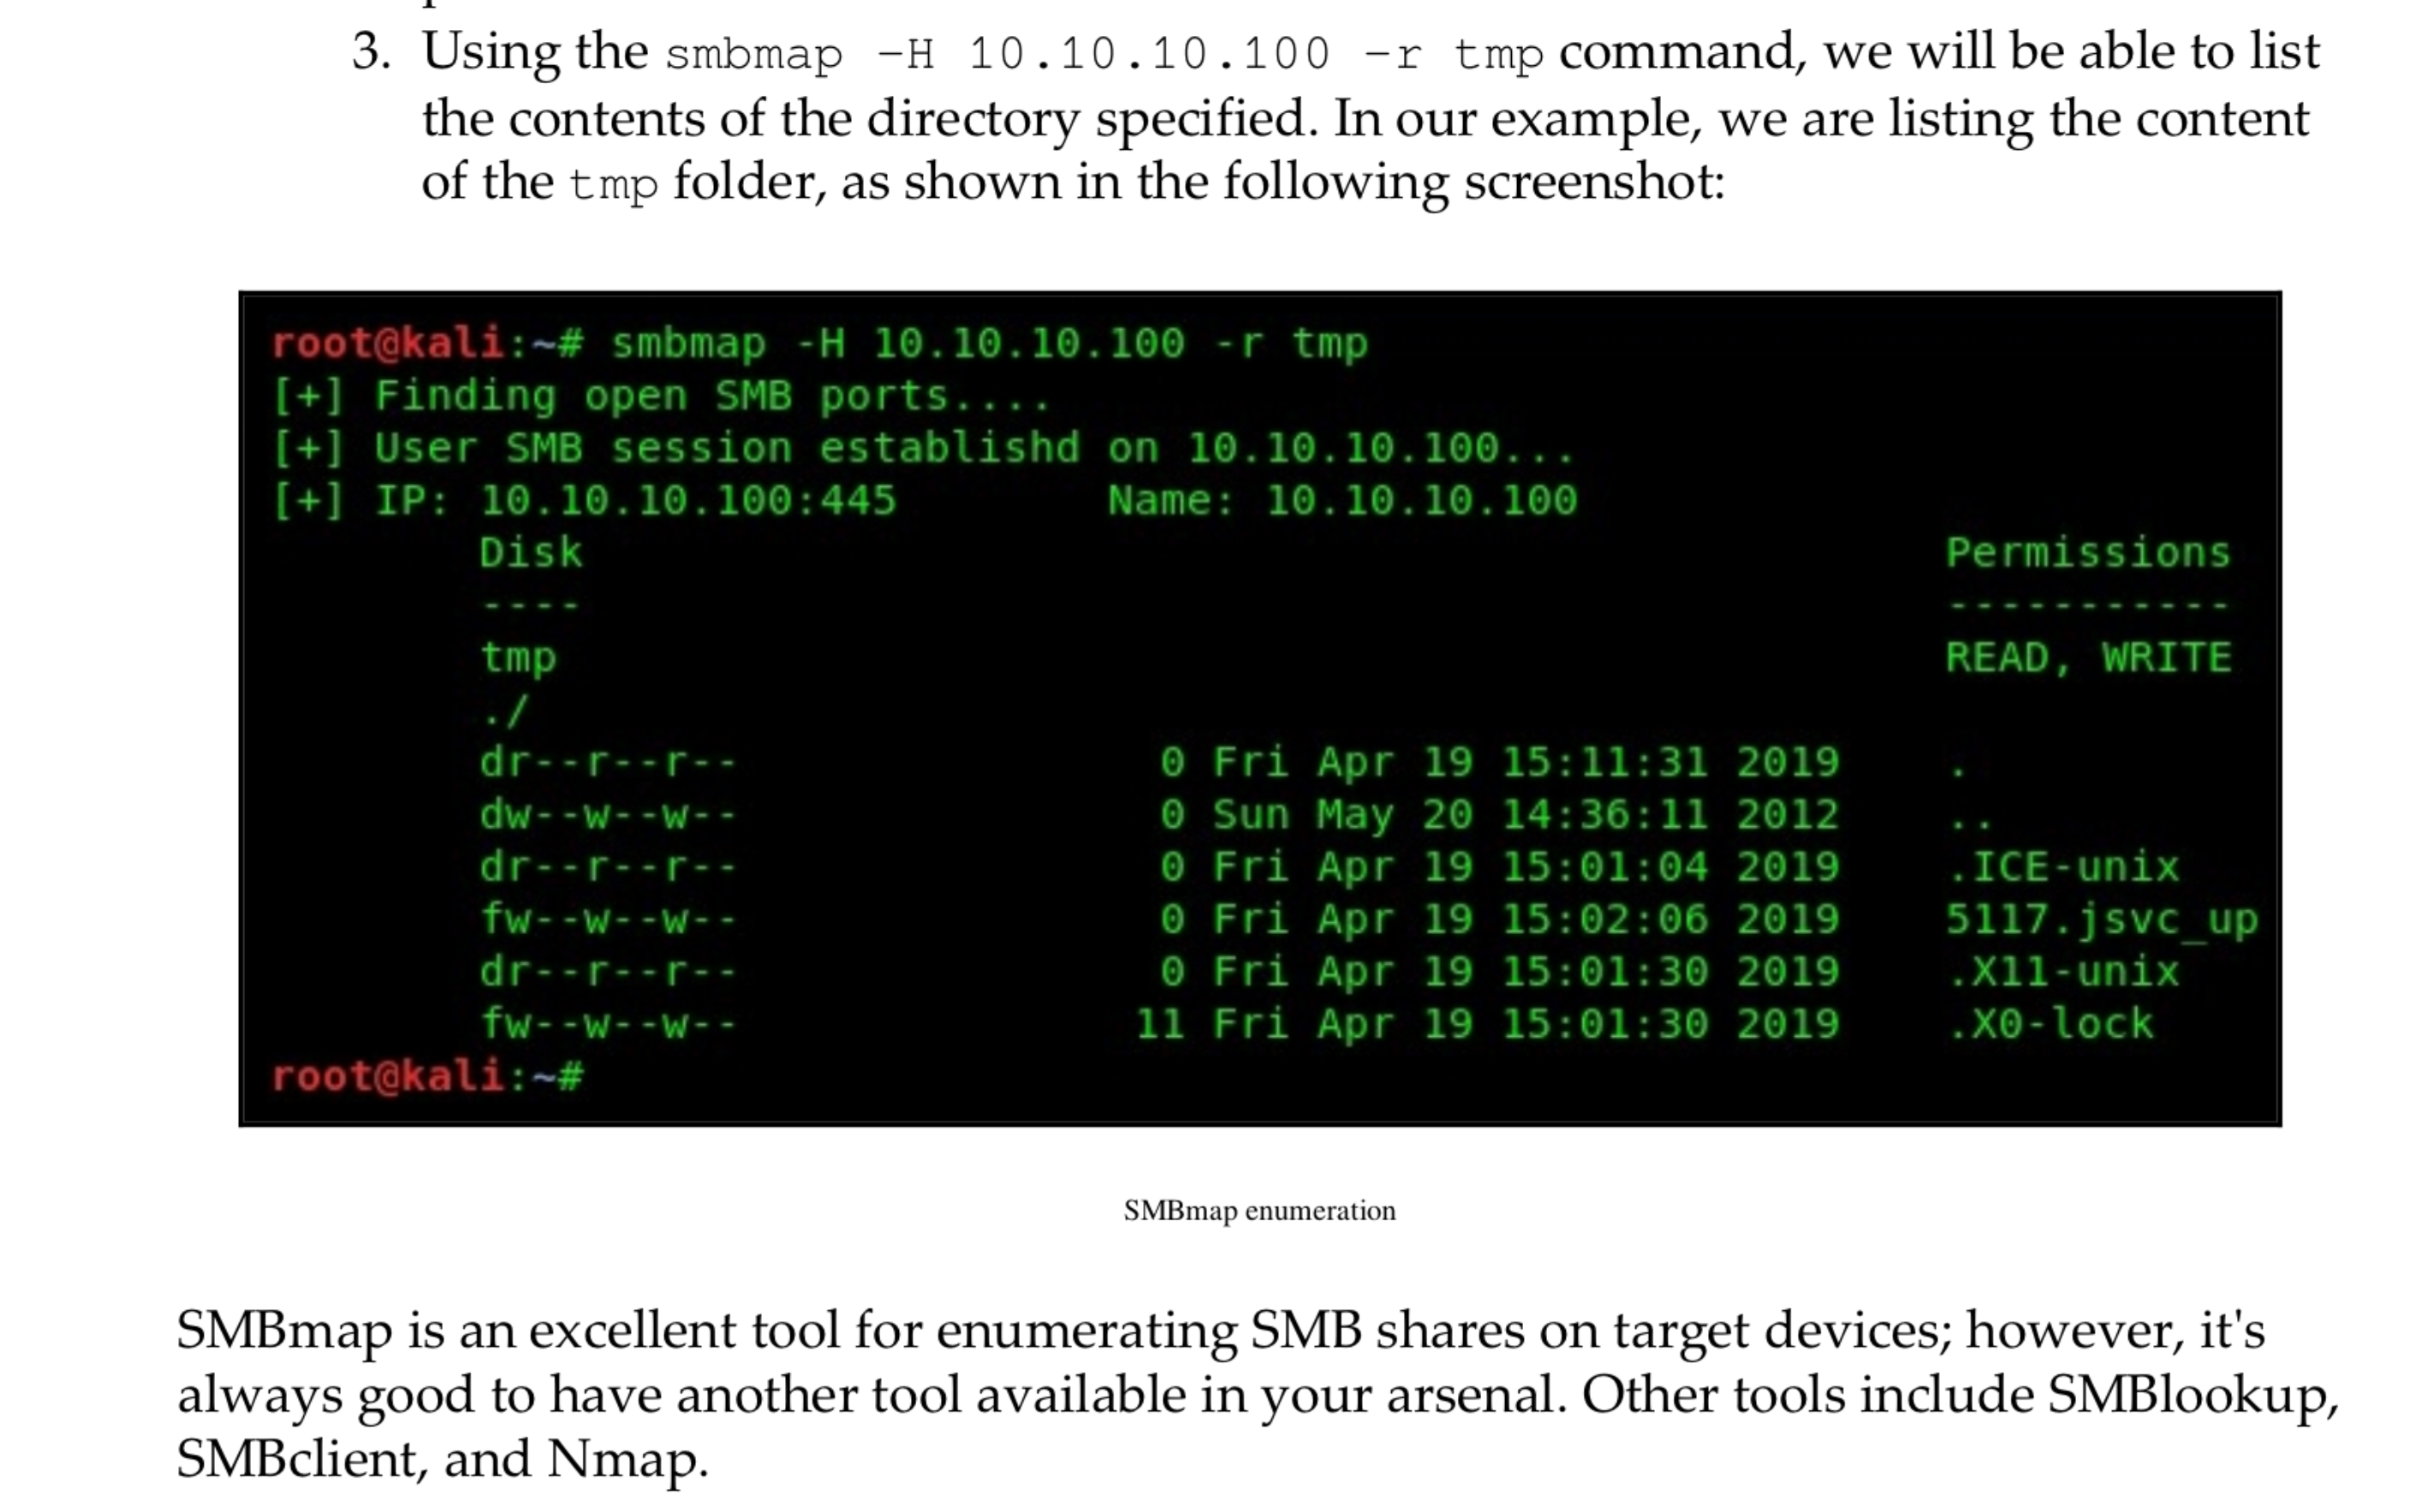 3. Using the smbmap -H 10.10.10.100 -r tmp command, we will be able to list
the contents of the directory specified. In our example, we are listing the content
of the tmp folder, as shown in the following screenshot:
root@kali:~# smbmap -H 10.10.10.100 -r tmp
[+] Finding open SMB ports....
[+] User SMB session establishd on 10.10.10.100...
[+] IP: 10.10.10.100:445 Name: 10.10.10.100
Disk Permissions
---- -----------
tmp READ, WRITE
./
dr--r--r-- 0 Fri Apr 19 15:11:31 2019 .
dw--w--w-- 0 Sun May 20 14:36:11 2012 ..
dr--r--r-- 0 Fri Apr 19 15:01:04 2019 .ICE-unix
fw--w--w-- 0 Fri Apr 19 15:02:06 2019 5117.jsvc_up
dr--r--r-- 0 Fri Apr 19 15:01:30 2019 .X11-unix
fw--w--w-- 11 Fri Apr 19 15:01:30 2019 .X0-lock
root@kali:~#
SMBmap enumeration
SMBmap is an excellent tool for enumerating SMB shares on target devices; however, it's
always good to have another tool available in your arsenal. Other tools include SMBlookup,
SMBclient, and Nmap.